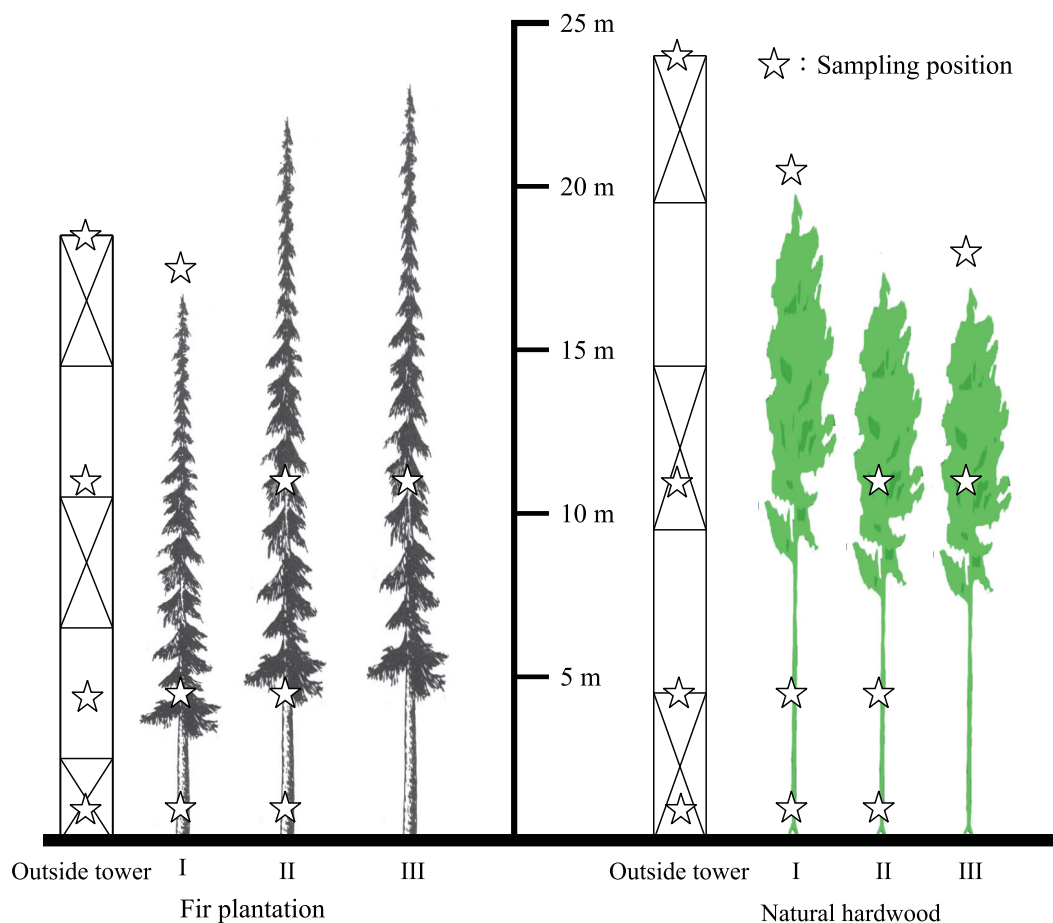 25 m
☆ : Sampling position
20 m
15 m
10 m
5 m
Outside tower I II III
Fir plantation
Outside tower I II III
Natural hardwood